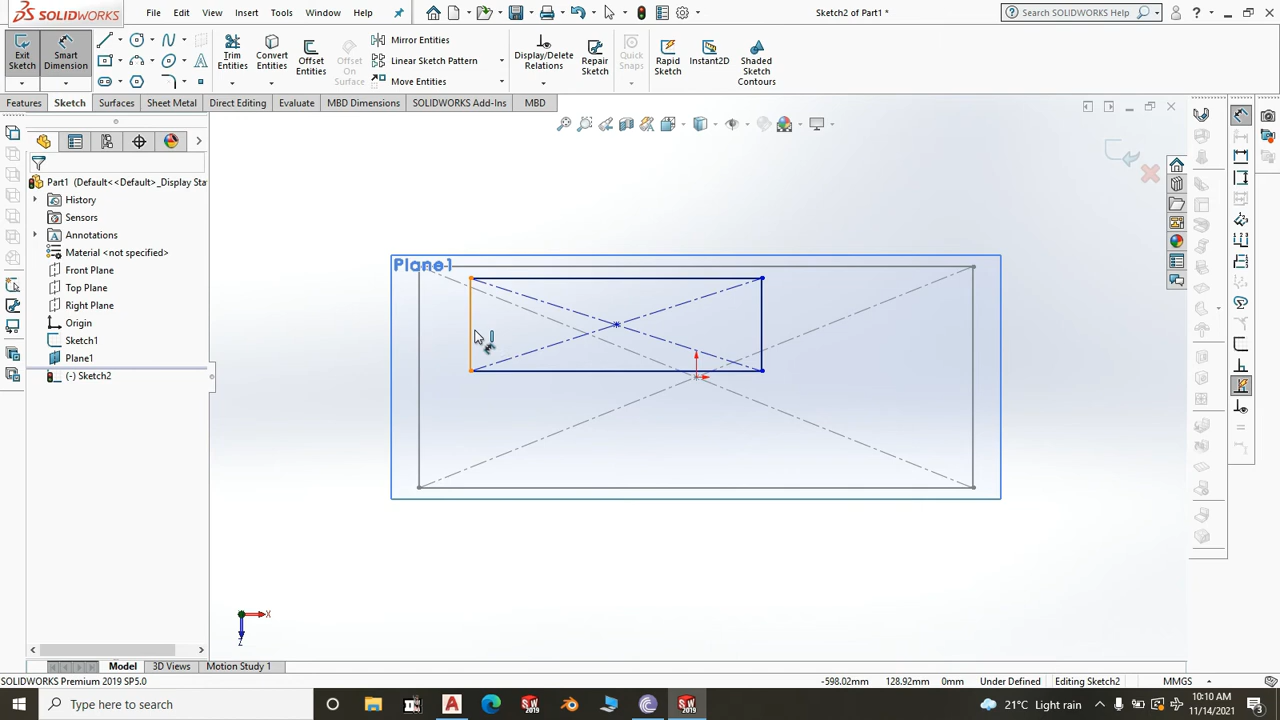 SOLIDWORKS File Edit View Insert Tools Window Help Sketch2 of Part1 * Search SOLIDWORKS Help
Exit Sketch
Smart Dimension
Trim Entities
Convert Entities
Offset Entities
Offset On Surface
Mirror Entities
Linear Sketch Pattern
Move Entities
Display/Delete Relations
Repair Sketch
Quick Snaps
Rapid Sketch
Instant2D
Shaded Sketch Contours
Features Sketch Surfaces Sheet Metal Direct Editing Evaluate MBD Dimensions SOLIDWORKS Add-Ins MBD
Part1 (Default<<Default>_Display Sta
History
Sensors
Annotations
Material <not specified>
Front Plane
Top Plane
Right Plane
Origin
Sketch1
Plane1
(-) Sketch2
Plane1
X
Z
Model 3D Views Motion Study 1
SOLIDWORKS Premium 2019 SP5.0 -598.02mm 128.92mm 0mm Under Defined Editing Sketch2 MMGS
Type here to search 21°C Light rain 10:10 AM
11/14/2021